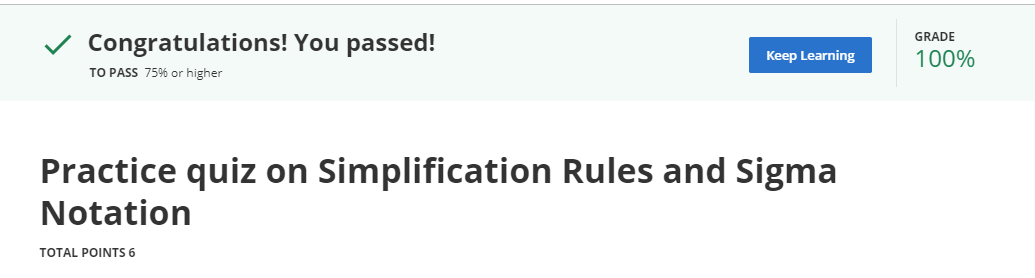 Congratulations! You passed!
TO PASS 75% or higher
Keep Learning
GRADE
100%
Practice quiz on Simplification Rules and Sigma
Notation
TOTAL POINTS 6